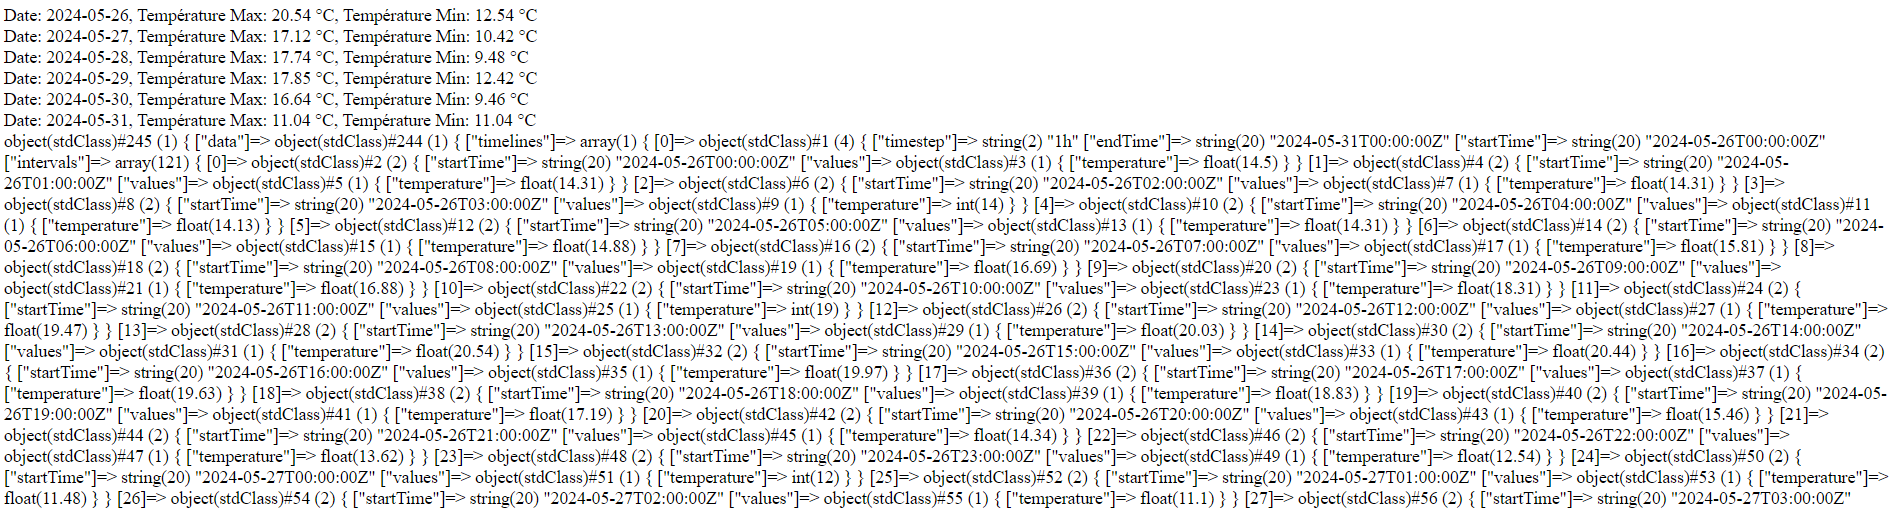 Date: 2024-05-26, Température Max: 20.54 °C, Température Min: 12.54 °C
Date: 2024-05-27, Température Max: 17.12 °C, Température Min: 10.42 °C
Date: 2024-05-28, Température Max: 17.74 °C, Température Min: 9.48 °C
Date: 2024-05-29, Température Max: 17.85 °C, Température Min: 12.42 °C
Date: 2024-05-30, Température Max: 16.64 °C, Température Min: 9.46 °C
Date: 2024-05-31, Température Max: 11.04 °C, Température Min: 11.04 °C
object(stdClass)#245 (1) { ["data"]=> object(stdClass)#244 (1) { ["timelines"]=> array(1) { [0]=> object(stdClass)#1 (4) { ["timestep"]=> string(2) "1h" ["endTime"]=> string(20) "2024-05-31T00:00:00Z" ["startTime"]=> string(20) "2024-05-26T00:00:00Z"
["intervals"]=> array(121) { [0]=> object(stdClass)#2 (2) { ["startTime"]=> string(20) "2024-05-26T00:00:00Z" ["values"]=> object(stdClass)#3 (1) { ["temperature"]=> float(14.5) } } [1]=> object(stdClass)#4 (2) { ["startTime"]=> string(20) "2024-05-
26T01:00:00Z" ["values"]=> object(stdClass)#5 (1) { ["temperature"]=> float(14.31) } } [2]=> object(stdClass)#6 (2) { ["startTime"]=> string(20) "2024-05-26T02:00:00Z" ["values"]=> object(stdClass)#7 (1) { ["temperature"]=> float(14.31) } } [3]=>
object(stdClass)#8 (2) { ["startTime"]=> string(20) "2024-05-26T03:00:00Z" ["values"]=> object(stdClass)#9 (1) { ["temperature"]=> int(14) } } [4]=> object(stdClass)#10 (2) { ["startTime"]=> string(20) "2024-05-26T04:00:00Z" ["values"]=> object(stdClass)#11
(1) { ["temperature"]=> float(14.13) } } [5]=> object(stdClass)#12 (2) { ["startTime"]=> string(20) "2024-05-26T05:00:00Z" ["values"]=> object(stdClass)#13 (1) { ["temperature"]=> float(14.31) } } [6]=> object(stdClass)#14 (2) { ["startTime"]=> string(20) "2024-
05-26T06:00:00Z" ["values"]=> object(stdClass)#15 (1) { ["temperature"]=> float(14.88) } } [7]=> object(stdClass)#16 (2) { ["startTime"]=> string(20) "2024-05-26T07:00:00Z" ["values"]=> object(stdClass)#17 (1) { ["temperature"]=> float(15.81) } } [8]=>
object(stdClass)#18 (2) { ["startTime"]=> string(20) "2024-05-26T08:00:00Z" ["values"]=> object(stdClass)#19 (1) { ["temperature"]=> float(16.69) } } [9]=> object(stdClass)#20 (2) { ["startTime"]=> string(20) "2024-05-26T09:00:00Z" ["values"]=>
object(stdClass)#21 (1) { ["temperature"]=> float(16.88) } } [10]=> object(stdClass)#22 (2) { ["startTime"]=> string(20) "2024-05-26T10:00:00Z" ["values"]=> object(stdClass)#23 (1) { ["temperature"]=> float(18.31) } } [11]=> object(stdClass)#24 (2) {
["startTime"]=> string(20) "2024-05-26T11:00:00Z" ["values"]=> object(stdClass)#25 (1) { ["temperature"]=> int(19) } } [12]=> object(stdClass)#26 (2) { ["startTime"]=> string(20) "2024-05-26T12:00:00Z" ["values"]=> object(stdClass)#27 (1) { ["temperature"]=>
float(19.47) } } [13]=> object(stdClass)#28 (2) { ["startTime"]=> string(20) "2024-05-26T13:00:00Z" ["values"]=> object(stdClass)#29 (1) { ["temperature"]=> float(20.03) } } [14]=> object(stdClass)#30 (2) { ["startTime"]=> string(20) "2024-05-26T14:00:00Z"
["values"]=> object(stdClass)#31 (1) { ["temperature"]=> float(20.54) } } [15]=> object(stdClass)#32 (2) { ["startTime"]=> string(20) "2024-05-26T15:00:00Z" ["values"]=> object(stdClass)#33 (1) { ["temperature"]=> float(20.44) } } [16]=> object(stdClass)#34 (2)
{ ["startTime"]=> string(20) "2024-05-26T16:00:00Z" ["values"]=> object(stdClass)#35 (1) { ["temperature"]=> float(19.97) } } [17]=> object(stdClass)#36 (2) { ["startTime"]=> string(20) "2024-05-26T17:00:00Z" ["values"]=> object(stdClass)#37 (1) {
["temperature"]=> float(19.63) } } [18]=> object(stdClass)#38 (2) { ["startTime"]=> string(20) "2024-05-26T18:00:00Z" ["values"]=> object(stdClass)#39 (1) { ["temperature"]=> float(18.83) } } [19]=> object(stdClass)#40 (2) { ["startTime"]=> string(20) "2024-05-
26T19:00:00Z" ["values"]=> object(stdClass)#41 (1) { ["temperature"]=> float(17.19) } } [20]=> object(stdClass)#42 (2) { ["startTime"]=> string(20) "2024-05-26T20:00:00Z" ["values"]=> object(stdClass)#43 (1) { ["temperature"]=> float(15.46) } } [21]=>
object(stdClass)#44 (2) { ["startTime"]=> string(20) "2024-05-26T21:00:00Z" ["values"]=> object(stdClass)#45 (1) { ["temperature"]=> float(14.34) } } [22]=> object(stdClass)#46 (2) { ["startTime"]=> string(20) "2024-05-26T22:00:00Z" ["values"]=>
object(stdClass)#47 (1) { ["temperature"]=> float(13.62) } } [23]=> object(stdClass)#48 (2) { ["startTime"]=> string(20) "2024-05-26T23:00:00Z" ["values"]=> object(stdClass)#49 (1) { ["temperature"]=> float(12.54) } } [24]=> object(stdClass)#50 (2) {
["startTime"]=> string(20) "2024-05-27T00:00:00Z" ["values"]=> object(stdClass)#51 (1) { ["temperature"]=> int(12) } } [25]=> object(stdClass)#52 (2) { ["startTime"]=> string(20) "2024-05-27T01:00:00Z" ["values"]=> object(stdClass)#53 (1) { ["temperature"]=>
float(11.48) } } [26]=> object(stdClass)#54 (2) { ["startTime"]=> string(20) "2024-05-27T02:00:00Z" ["values"]=> object(stdClass)#55 (1) { ["temperature"]=> float(11.1) } } [27]=> object(stdClass)#56 (2) { ["startTime"]=> string(20) "2024-05-27T03:00:00Z"